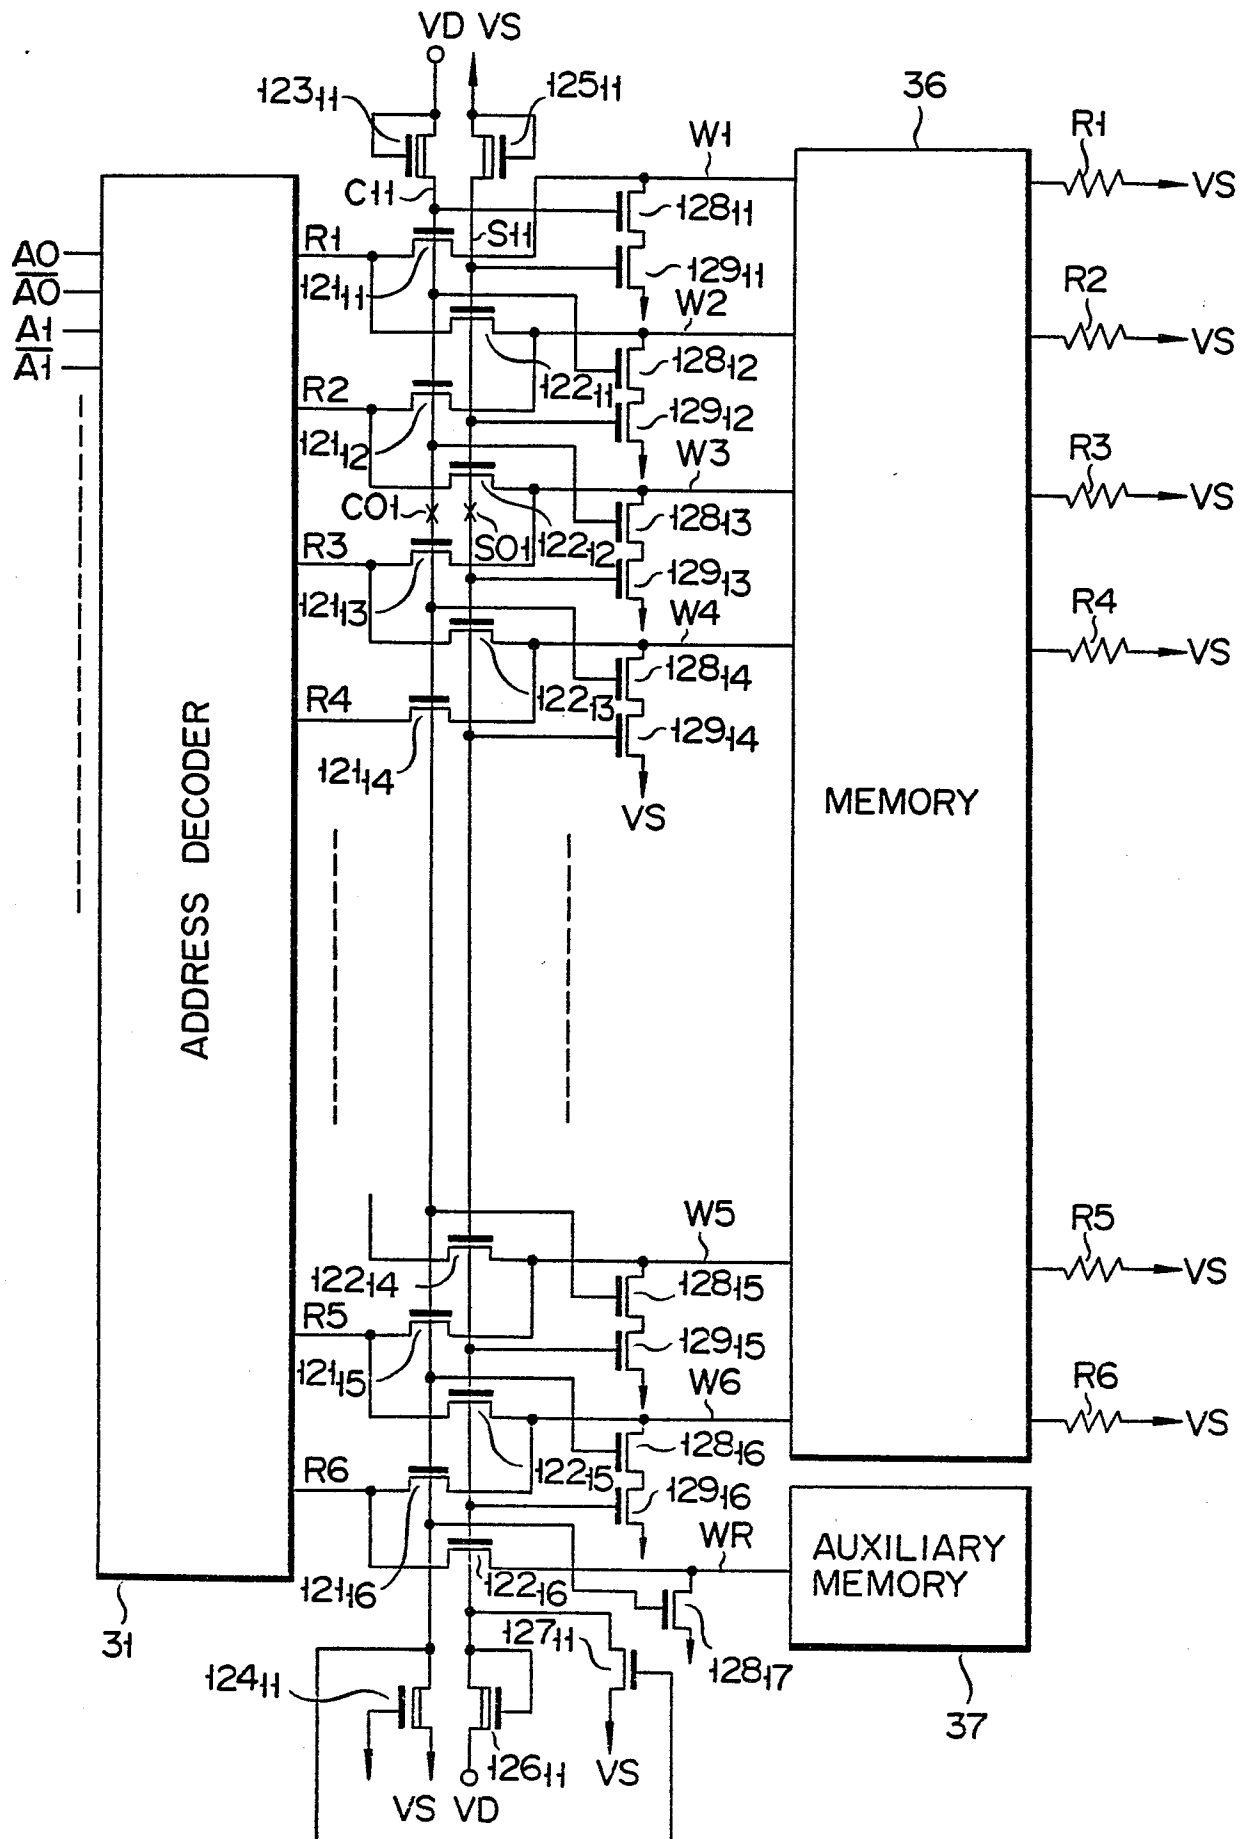 VD VS
123₁₁
125₁₁
36
R1
W1
VS
C11
128₁₁
S11
R1
A0
A̅0̅
129₁₁
121₁₁
R2
W2
A1
A̅1̅
VS
128₁₂
122₁₁
R2
129₁₂
121₁₂
W3
R3
C01
VS
128₁₃
S01
122₁₂
R3
129₁₃
121₁₃
W4
R4
VS
128₁₄
122₁₃
R4
129₁₄
121₁₄
VS
MEMORY
ADDRESS DECODER
W5
R5
122₁₄
128₁₅
VS
R5
129₁₅
121₁₅
W6
R6
128₁₆
VS
122₁₅
R6
129₁₆
WR
AUXILIARY
MEMORY
121₁₆
122₁₆
31
127₁₁
128₁₇
124₁₁
37
126₁₁
VS
VS VD